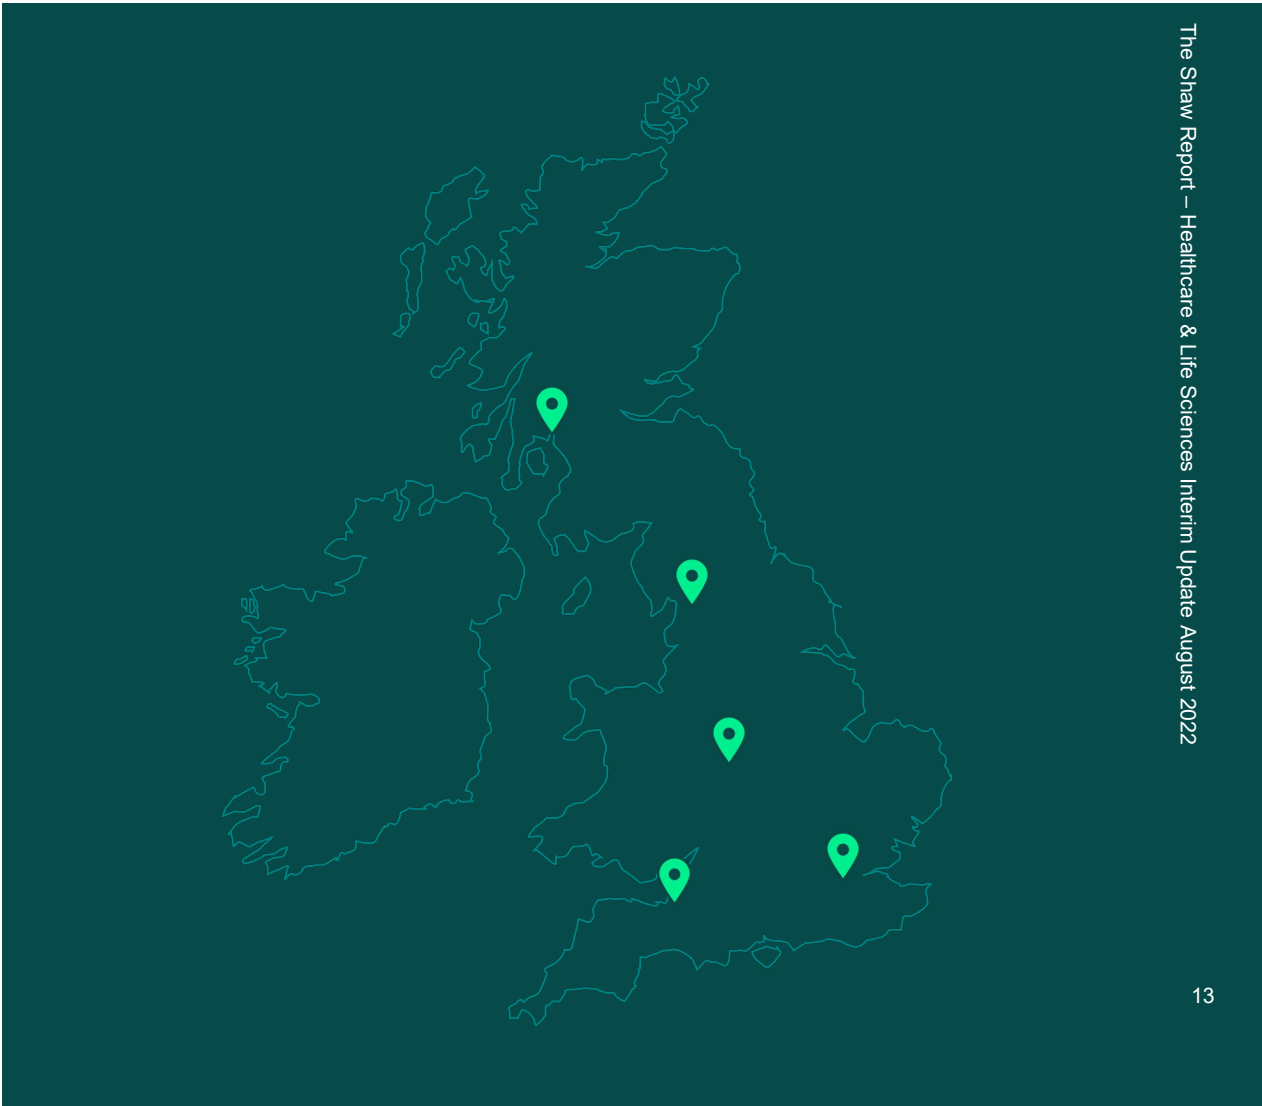 The Shaw Report – Healthcare & Life Sciences Interim Update August 2022
13